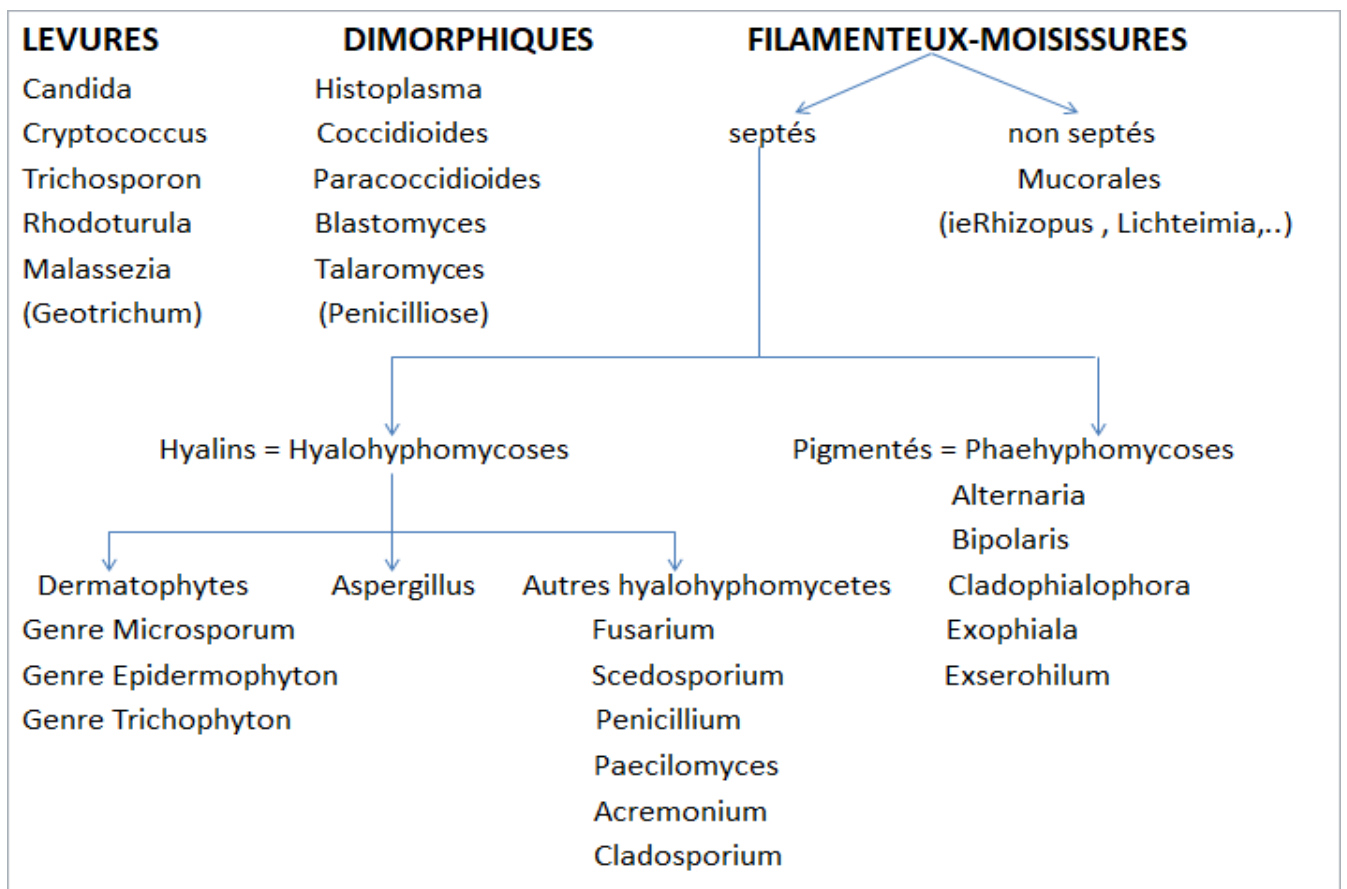 LEVURES
Candida
Cryptococcus
Trichosporon
Rhodoturula
Malassezia
(Geotrichum)
DIMORPHIQUES
Histoplasma
Coccidioides
Paracoccidioides
Blastomyces
Talaromyces
(Penicilliose)
FILAMENTEUX-MOISISSURES
septés
non septés
Mucorales
(ieRhizopus , Lichteimia,..)
Hyalins = Hyalohyphomycoses
Dermatophytes
Genre Microsporum
Genre Epidermophyton
Genre Trichophyton
Aspergillus
Autres hyalohyphomycetes
Fusarium
Scedosporium
Penicillium
Paecilomyces
Acremonium
Cladosporium
Pigmentés = Phaehyphomycoses
Alternaria
Bipolaris
Cladophialophora
Exophiala
Exserohilum